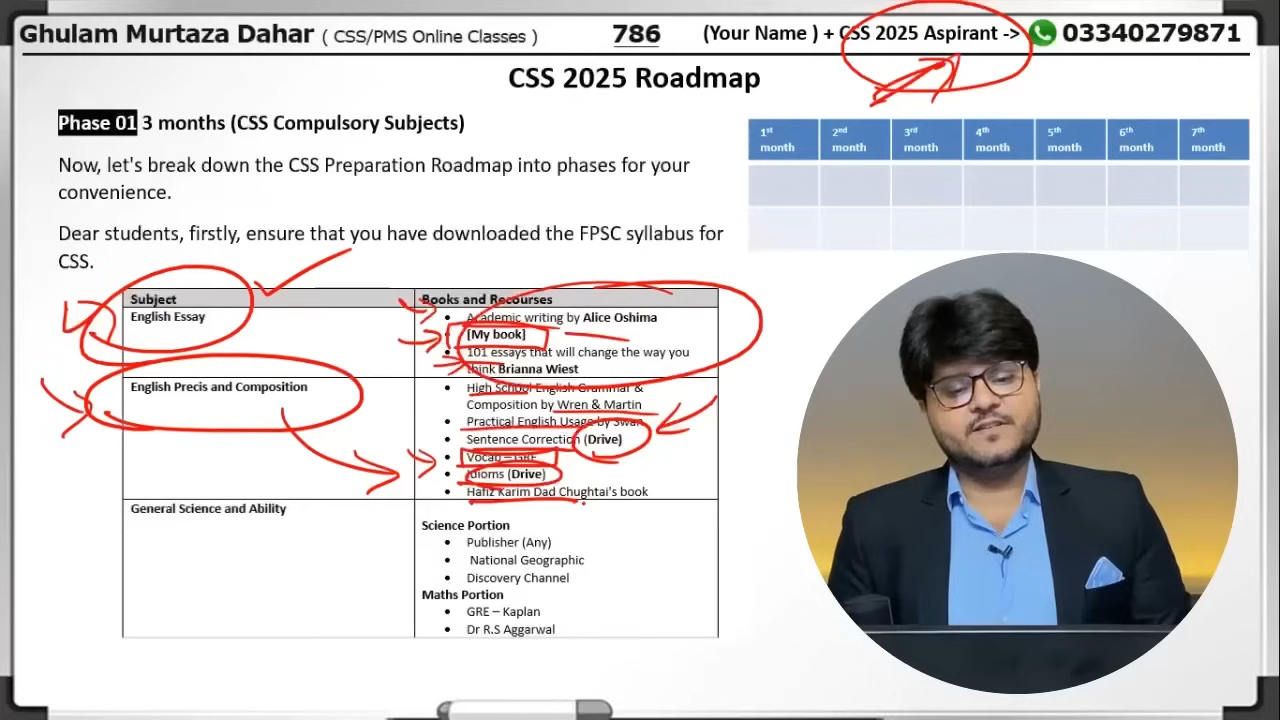 Ghulam Murtaza Dahar ( CSS/PMS Online Classes ) 786 (Your Name ) + CSS 2025 Aspirant -> 03340279871
CSS 2025 Roadmap
Phase 01 3 months (CSS Compulsory Subjects)
1st month 2nd month 3rd month 4th month 5th month 6th month 7th month
Now, let's break down the CSS Preparation Roadmap into phases for your
convenience.
Dear students, firstly, ensure that you have downloaded the FPSC syllabus for
CSS.
Subject Books and Recourses
English Essay
• Academic writing by Alice Oshima
• [My book]
• 101 essays that will change the way you
think Brianna Wiest
English Precis and Composition
• High School English Grammar &
Composition by Wren & Martin
• Practical English Usage by Swan
• Sentence Correction (Drive)
• Vocab – GRE
• Idioms (Drive)
• Hafiz Karim Dad Chughtai's book
General Science and Ability
Science Portion
• Publisher (Any)
• National Geographic
• Discovery Channel
Maths Portion
• GRE – Kaplan
• Dr R.S Aggarwal